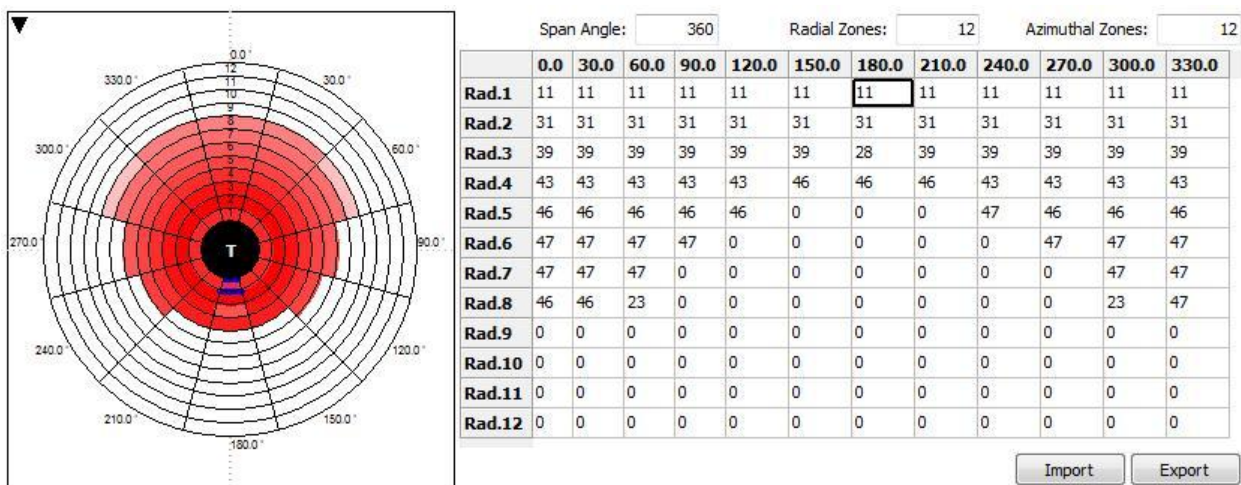 Span Angle: 360 Radial Zones: 12 Azimuthal Zones: 12
0.0 30.0 60.0 90.0 120.0 150.0 180.0 210.0 240.0 270.0 300.0 330.0
Rad.1 11 11 11 11 11 11 11 11 11 11 11 11
Rad.2 31 31 31 31 31 31 31 31 31 31 31 31
Rad.3 39 39 39 39 39 39 28 39 39 39 39 39
Rad.4 43 43 43 43 43 46 46 46 43 43 43 43
Rad.5 46 46 46 46 46 0 0 0 47 46 46 46
Rad.6 47 47 47 47 0 0 0 0 0 47 47 47
Rad.7 47 47 47 0 0 0 0 0 0 0 47 47
Rad.8 46 46 23 0 0 0 0 0 0 0 23 47
Rad.9 0 0 0 0 0 0 0 0 0 0 0 0
Rad.10 0 0 0 0 0 0 0 0 0 0 0 0
Rad.11 0 0 0 0 0 0 0 0 0 0 0 0
Rad.12 0 0 0 0 0 0 0 0 0 0 0 0
Import Export
0.0°
12
11
330.0° 10 30.0°
9
8
7
6
300.0° 5 60.0°
4
3
2
270.0° T 90.0°
240.0° 120.0°
210.0° 150.0°
180.0°